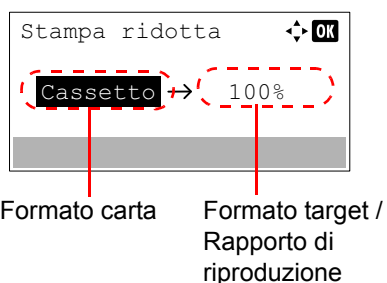 Stampa ridotta OK
Cassetto → 100%
Formato carta
Formato target /
Rapporto di
riproduzione